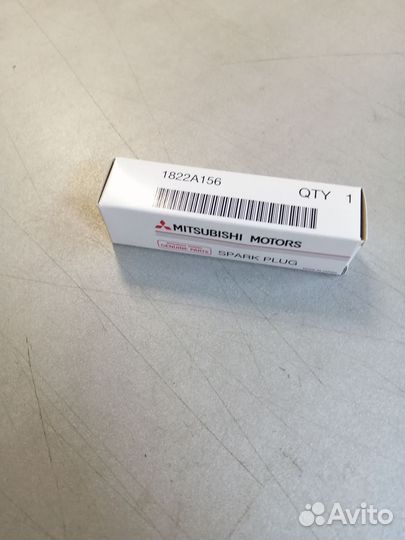 1822A156
QTY 1
MITSUBISHI MOTORS
GENUINE PARTS
SPARK PLUG
Avito